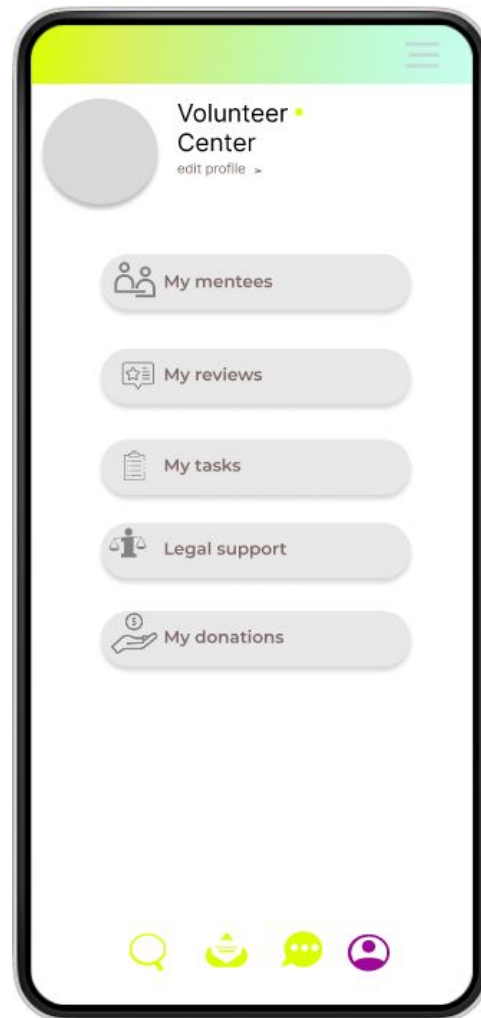 Volunteer
Center
edit profile >
My mentees
My reviews
My tasks
Legal support
$
My donations